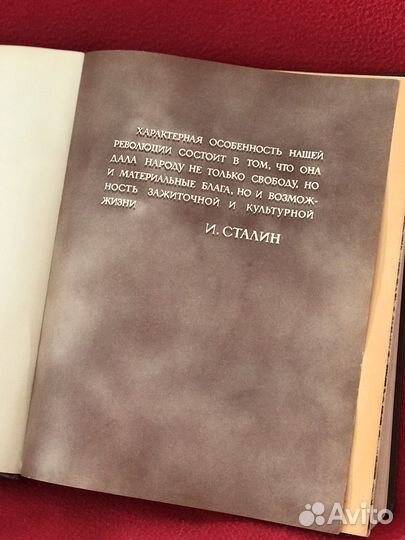 ХАРАКТЕРНАЯ ОСОБЕННОСТЬ НАШЕЙ
РЕВОЛЮЦИИ СОСТОИТ В ТОМ, ЧТО ОНА
ДАЛА НАРОДУ НЕ ТОЛЬКО СВОБОДУ, НО
И МАТЕРИАЛЬНЫЕ БЛАГА, НО И ВОЗМОЖ-
НОСТЬ ЗАЖИТОЧНОЙ И КУЛЬТУРНОЙ
ЖИЗНИ.
И. СТАЛИН
Avito